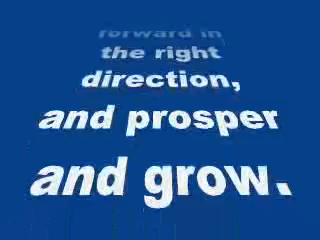 forward in
the right
direction,
and prosper
and grow.